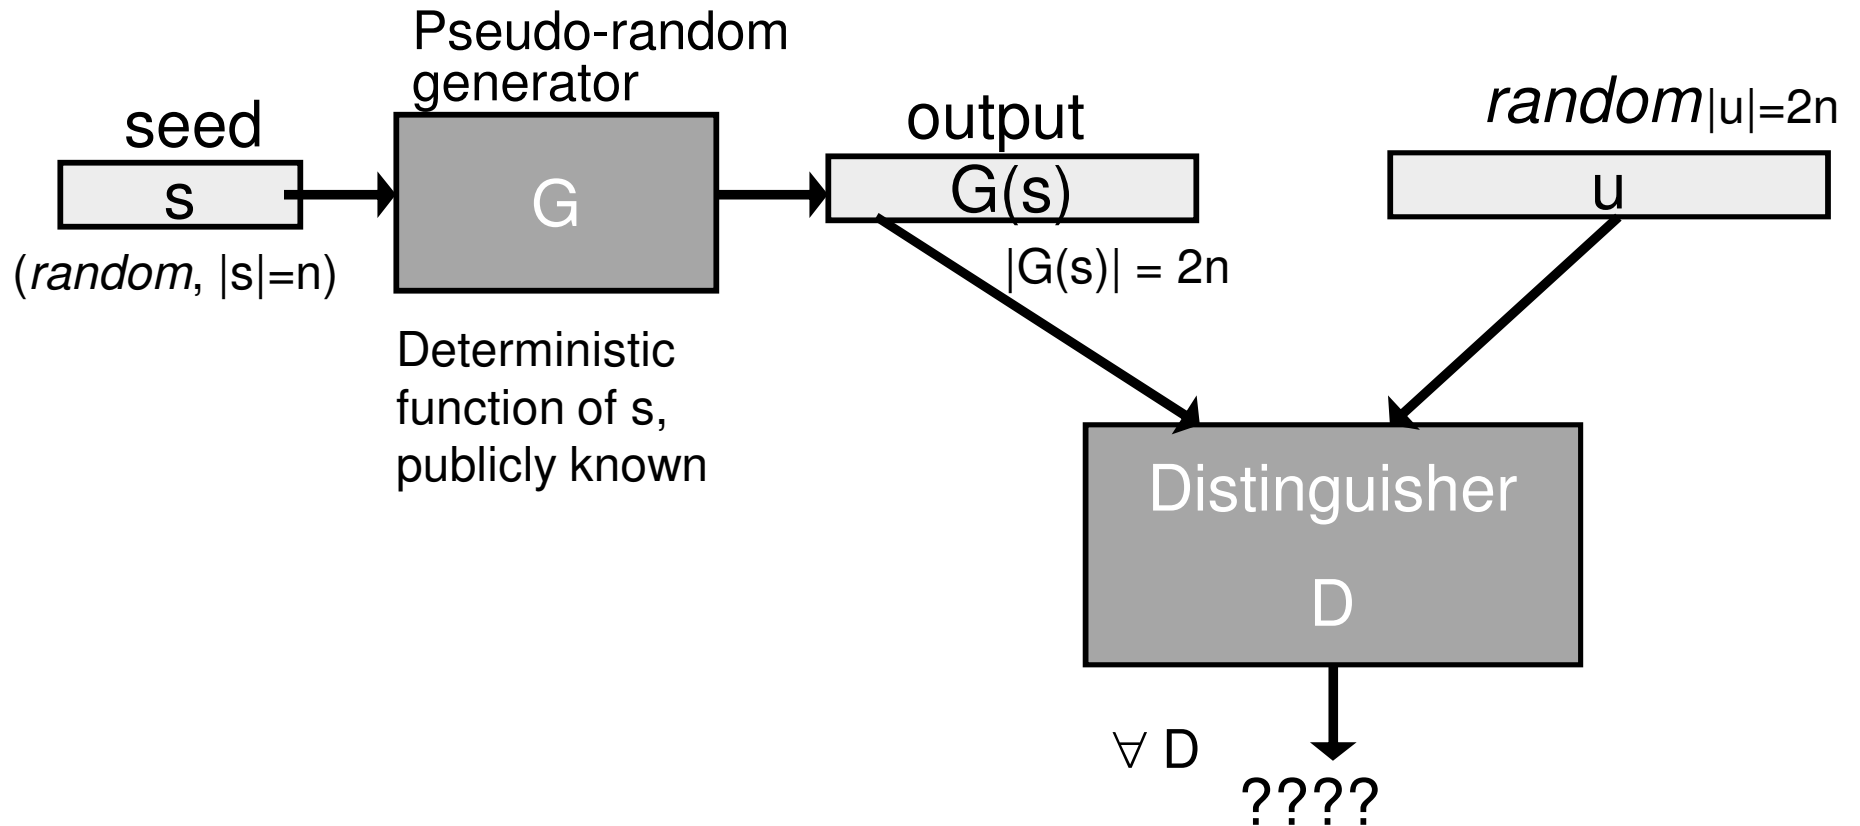 Pseudo-random
generator
seed
s
(random, |s|=n)
G
Deterministic
function of s,
publicly known
output
G(s)
|G(s)| = 2n
random|u|=2n
u
Distinguisher
D
∀ D
????